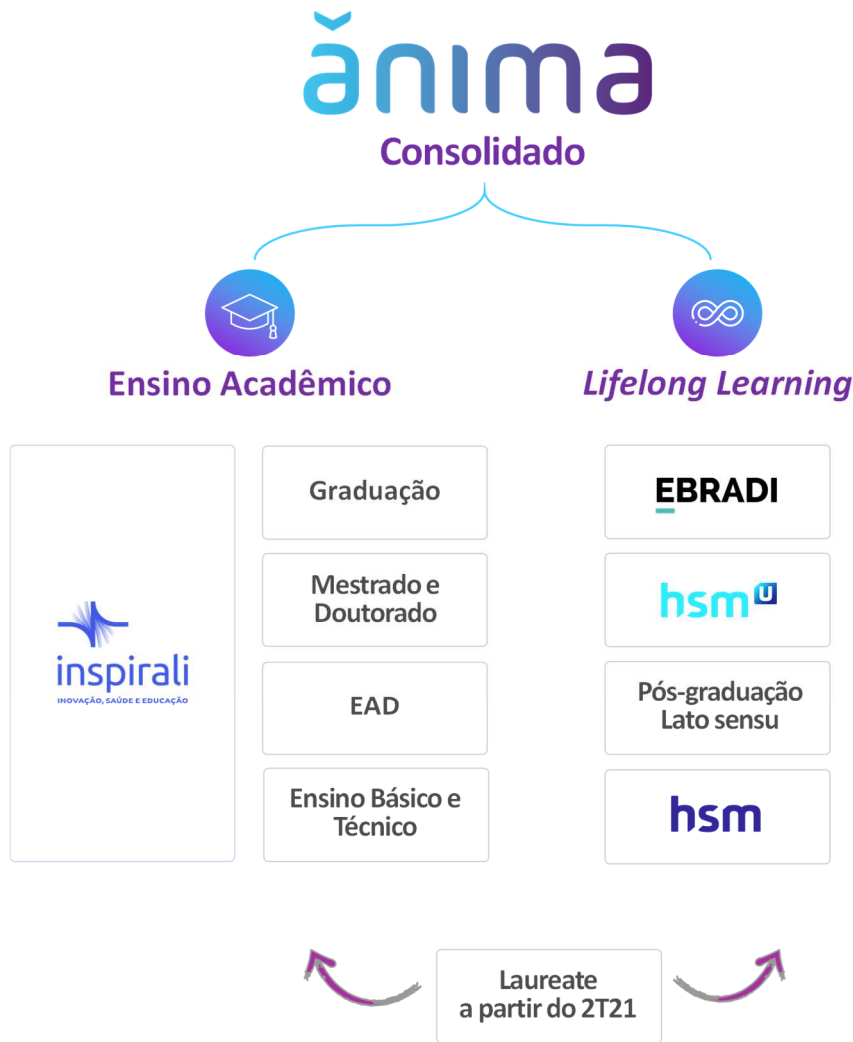 ănıma
Consolidado
Ensino Acadêmico
Lifelong Learning
inspirali
INOVAÇÃO, SAÚDE E EDUCAÇÃO
Graduação
Mestrado e
Doutorado
EAD
Ensino Básico e
Técnico
EBRADI
hsm U
Pós-graduação
Lato sensu
hsm
Laureate
a partir do 2T21